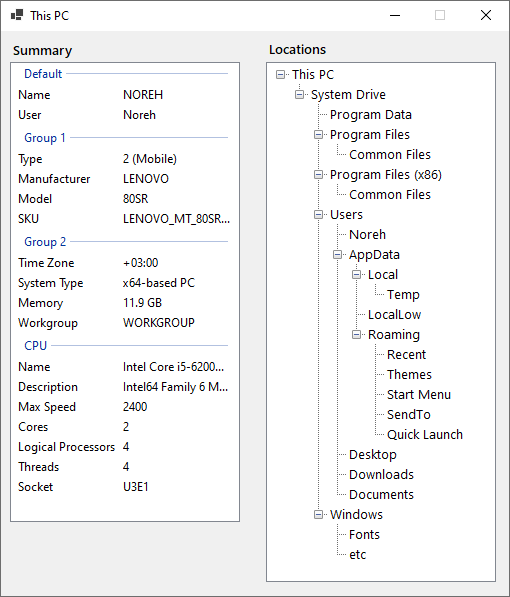 This PC
Summary
Default
Name NOREH
User Noreh
Group 1
Type 2 (Mobile)
Manufacturer LENOVO
Model 80SR
SKU LENOVO_MT_80SR...
Group 2
Time Zone +03:00
System Type x64-based PC
Memory 11.9 GB
Workgroup WORKGROUP
CPU
Name Intel Core i5-6200...
Description Intel64 Family 6 M...
Max Speed 2400
Cores 2
Logical Processors 4
Threads 4
Socket U3E1
Locations
This PC
System Drive
Program Data
Program Files
Common Files
Program Files (x86)
Common Files
Users
Noreh
AppData
Local
Temp
LocalLow
Roaming
Recent
Themes
Start Menu
SendTo
Quick Launch
Desktop
Downloads
Documents
Windows
Fonts
etc